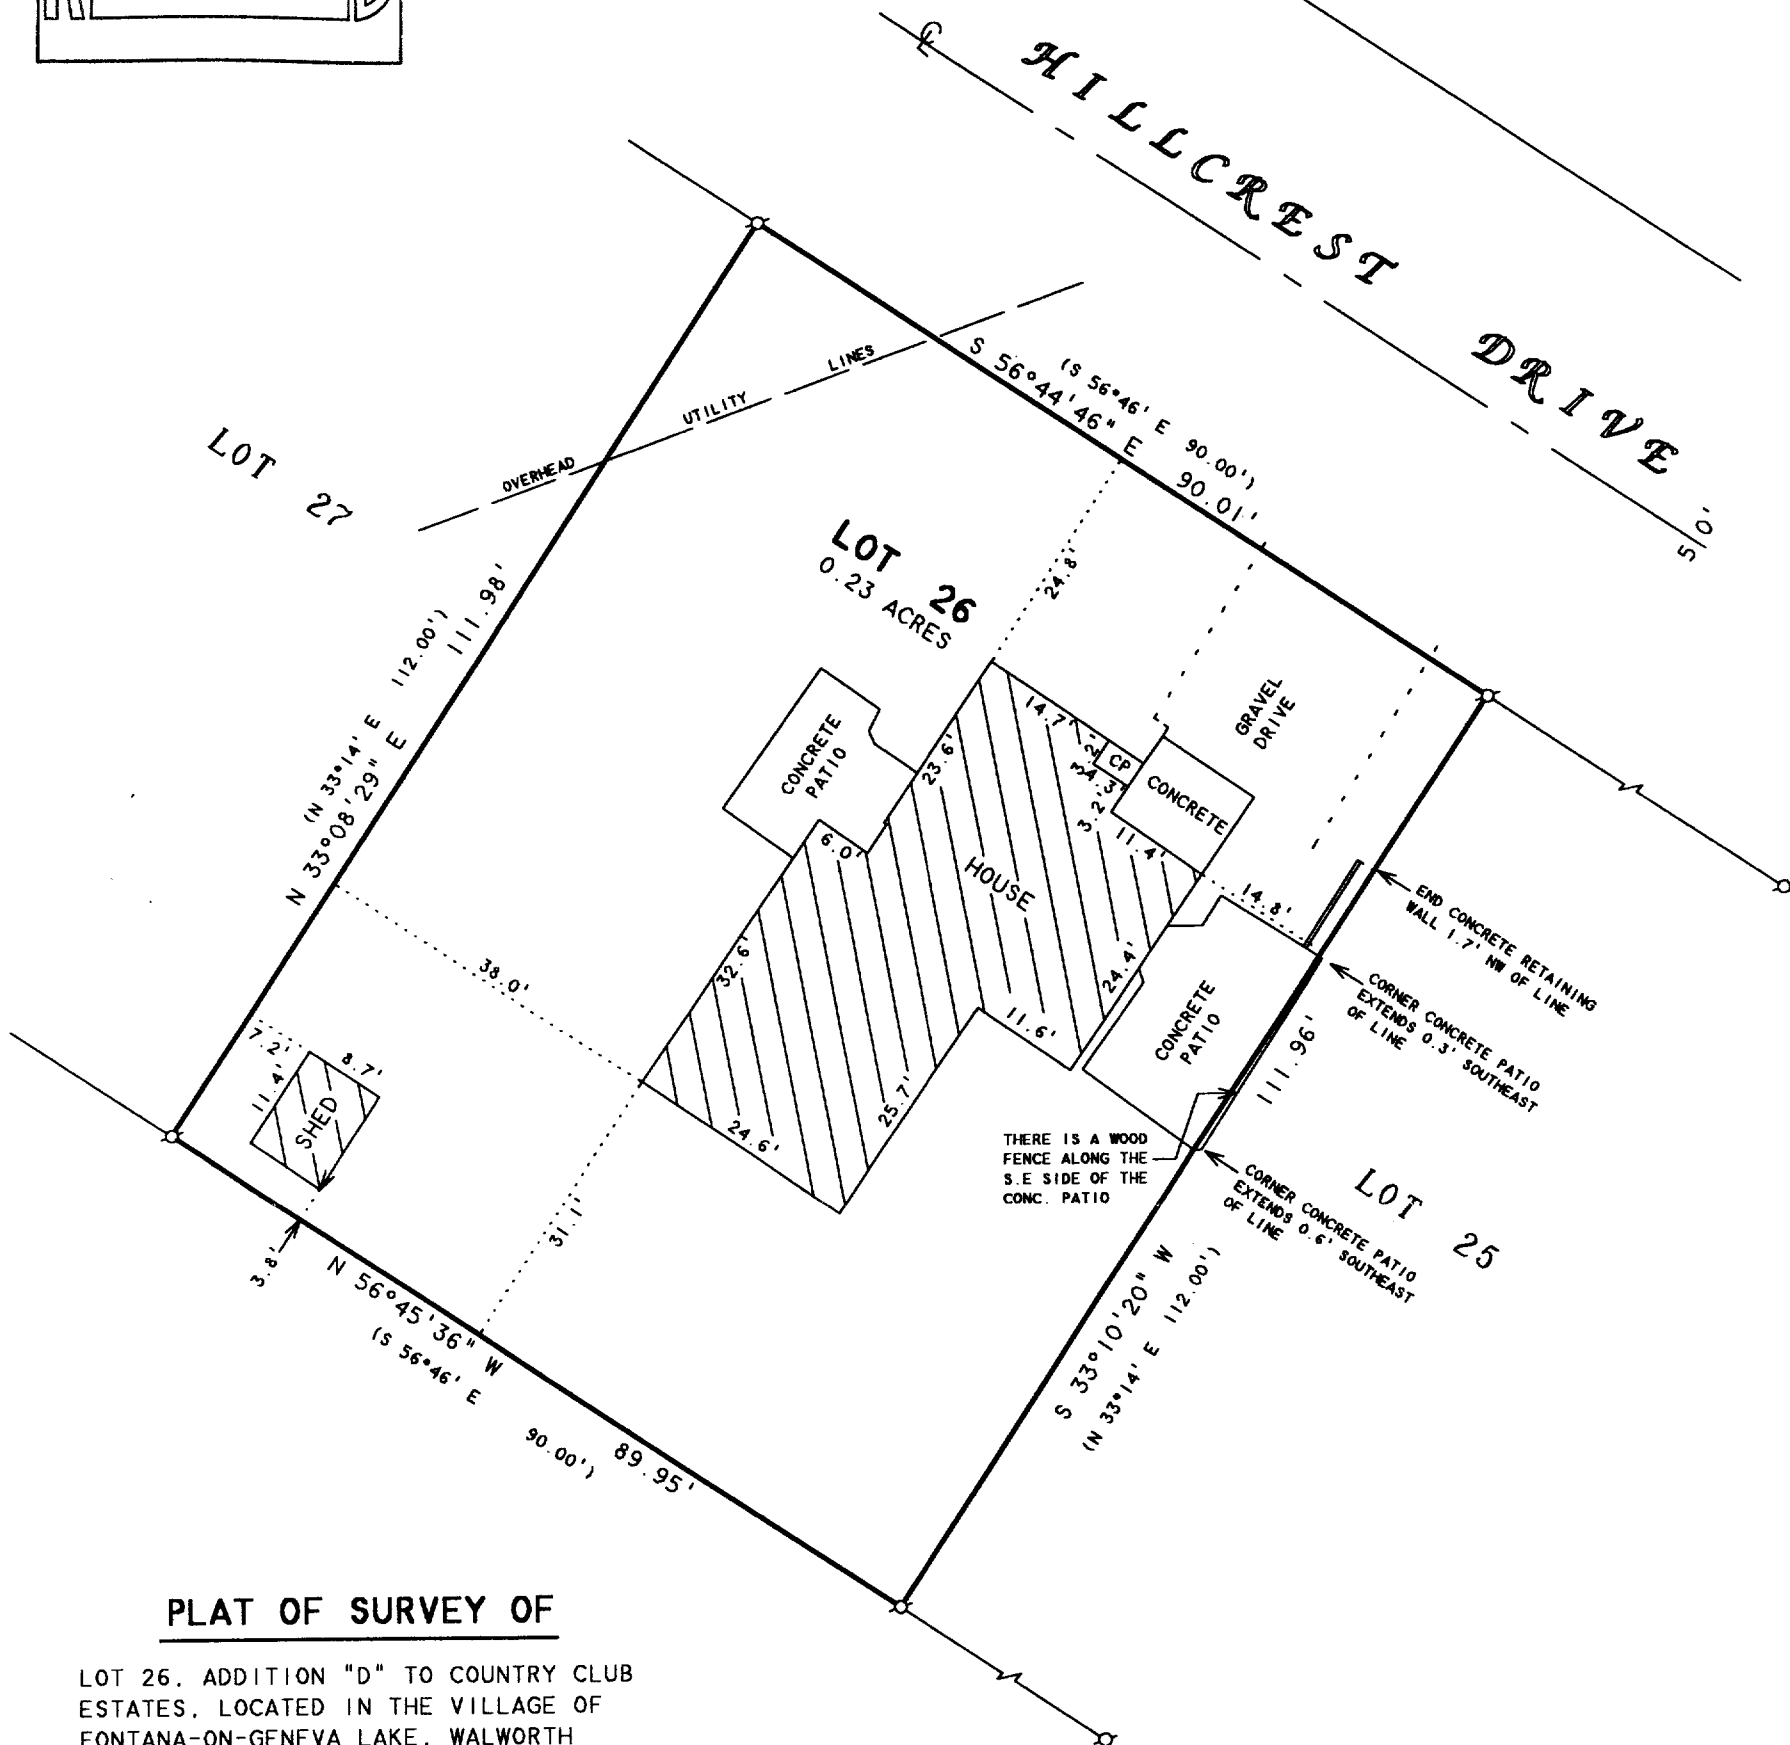 HILLCREST DRIVE
50'
LOT 27
OVERHEAD UTILITY LINES
(S 56°46' E 90.00')
S 56°44'46" E 90.01'
LOT 26
0.23 ACRES
24.8'
111.98'
112.00')
(N 33°14' E
N 33°08'29" E
CONCRETE
PATIO
GRAVEL
DRIVE
14.7'
CP
CONCRETE
3.2'
4.3'
3.2'
11.4'
23.6'
6.0'
HOUSE
14.8'
END CONCRETE RETAINING
WALL 1.7' NW OF LINE
CORNER CONCRETE PATIO
EXTENDS 0.3' SOUTHEAST
OF LINE
38.0'
32.6'
24.4'
11.6'
CONCRETE
PATIO
111.96'
7.2'
8.7'
11.4'
SHED
24.6'
25.7'
THERE IS A WOOD
FENCE ALONG THE
S.E SIDE OF THE
CONC. PATIO
CORNER CONCRETE PATIO
EXTENDS 0.6' SOUTHEAST
OF LINE
LOT 25
31.1'
3.8'
S 33°10'20" W
(N 33°14' E 112.00')
N 56°45'36" W
89.95'
(S 56°46' E
90.00')
PLAT OF SURVEY OF
LOT 26, ADDITION "D" TO COUNTRY CLUB
ESTATES, LOCATED IN THE VILLAGE OF
FONTANA-ON-GENEVA LAKE, WALWORTH